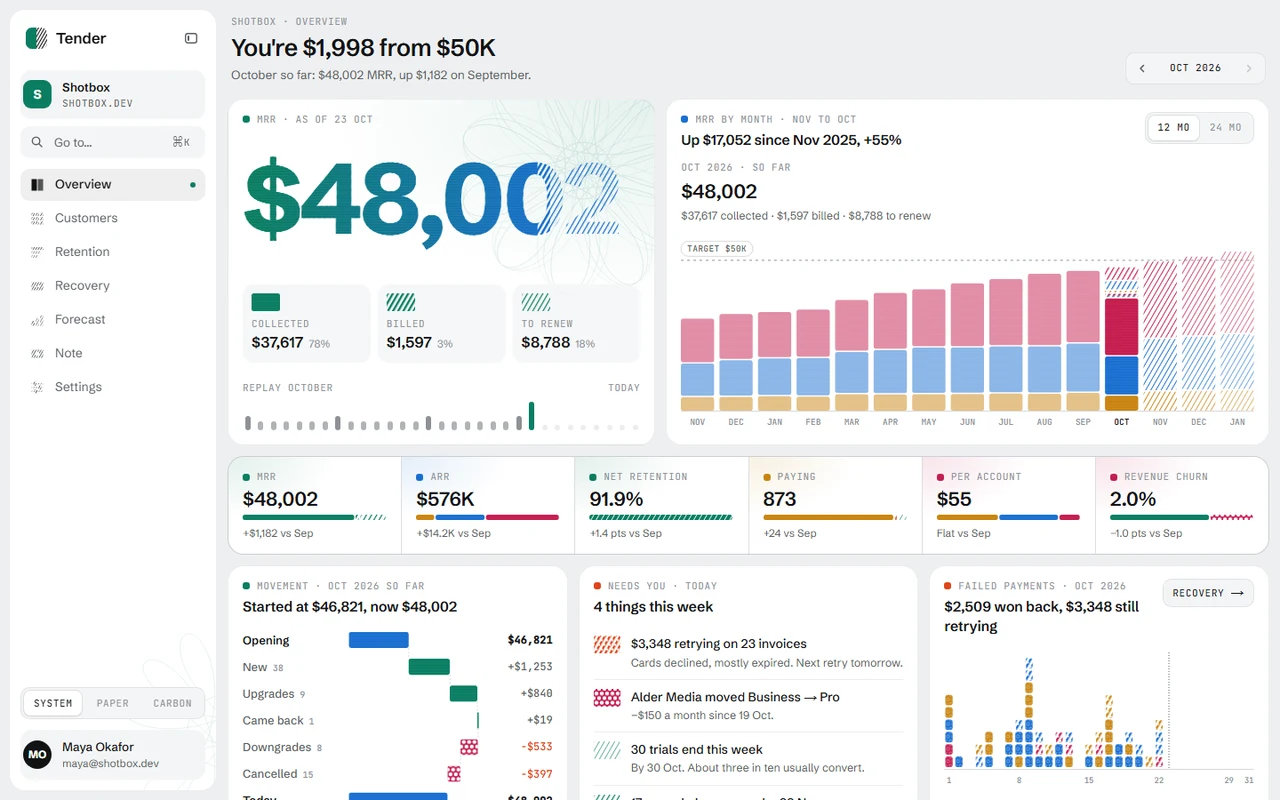 Tender
S
Shotbox
SHOTBOX.DEV
Go to...
⌘K
Overview
Customers
Retention
Recovery
Forecast
Note
Settings
SYSTEM
PAPER
CARBON
MO
Maya Okafor
maya@shotbox.dev
SHOTBOX · OVERVIEW
You're $1,998 from $50K
October so far: $48,002 MRR, up $1,182 on September.
OCT 2026
MRR · AS OF 23 OCT
$48,002
COLLECTED
$37,617 78%
BILLED
$1,597 3%
TO RENEW
$8,788 18%
REPLAY OCTOBER
TODAY
MRR BY MONTH · NOV TO OCT
Up $17,052 since Nov 2025, +55%
12 MO
24 MO
OCT 2026 · SO FAR
$48,002
$37,617 collected · $1,597 billed · $8,788 to renew
TARGET $50K
NOV DEC JAN FEB MAR APR MAY JUN JUL AUG SEP OCT NOV DEC JAN
MRR
$48,002
+$1,182 vs Sep
ARR
$576K
+$14.2K vs Sep
NET RETENTION
91.9%
+1.4 pts vs Sep
PAYING
873
+24 vs Sep
PER ACCOUNT
$55
Flat vs Sep
REVENUE CHURN
2.0%
−1.0 pts vs Sep
MOVEMENT · OCT 2026 SO FAR
Started at $46,821, now $48,002
Opening $46,821
New 38 +$1,253
Upgrades 9 +$840
Came back 1 +$19
Downgrades 8 -$533
Cancelled 15 -$397
NEEDS YOU · TODAY
4 things this week
$3,348 retrying on 23 invoices
Cards declined, mostly expired. Next retry tomorrow.
Alder Media moved Business → Pro
−$150 a month since 19 Oct.
30 trials end this week
By 30 Oct. About three in ten usually convert.
FAILED PAYMENTS · OCT 2026
$2,509 won back, $3,348 still
retrying
RECOVERY →
1 8 15 22 29 31